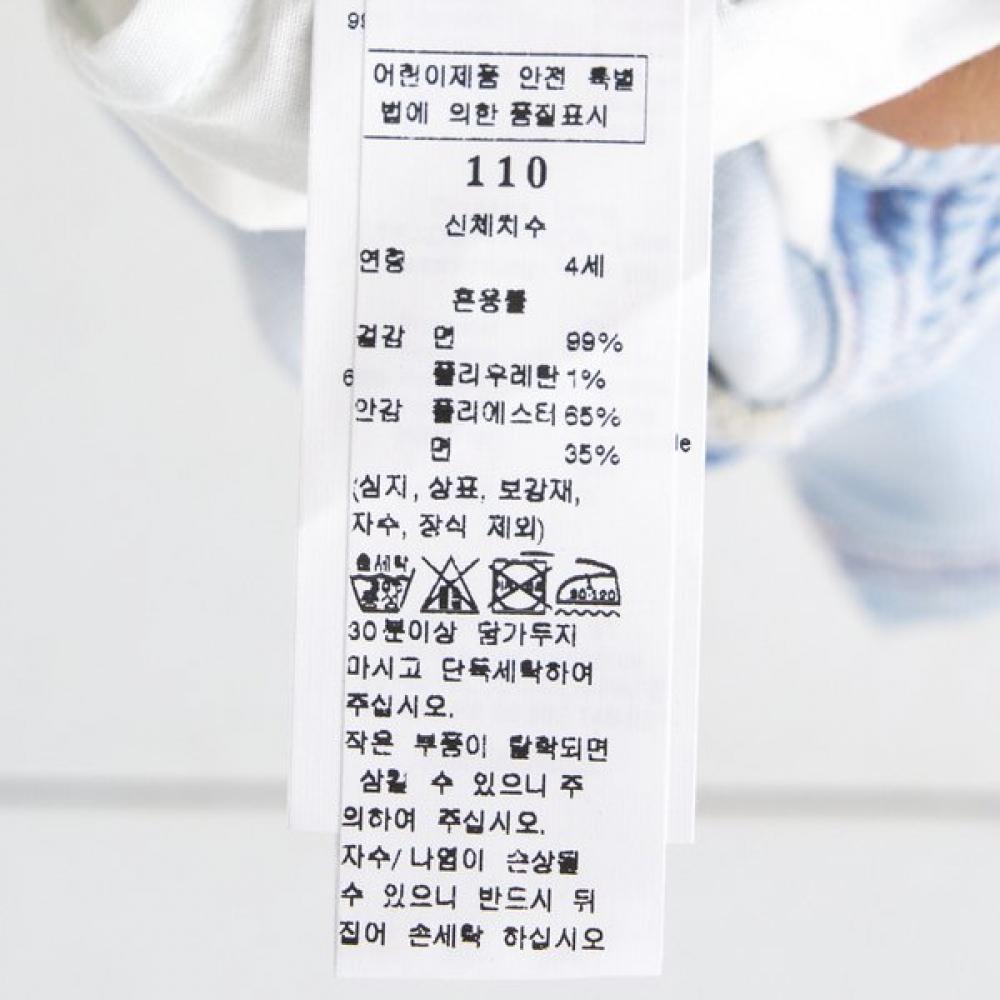 어린이제품 안전 특별
법에 의한 품질표시
110
신체치수
연령 4세
혼용률
겉감 면 99%
폴리우레탄 1%
안감 폴리에스터 65%
면 35%
(심지, 상표, 보강재,
자수, 장식 제외)
손세탁
30℃
중성
80-120
30분이상 담가두지
마시고 단독세탁하여
주십시오.
작은 부품이 탈락되면
삼킬 수 있으니 주
의하여 주십시오.
자수/나염이 손상될
수 있으니 반드시 뒤
집어 손세탁 하십시오